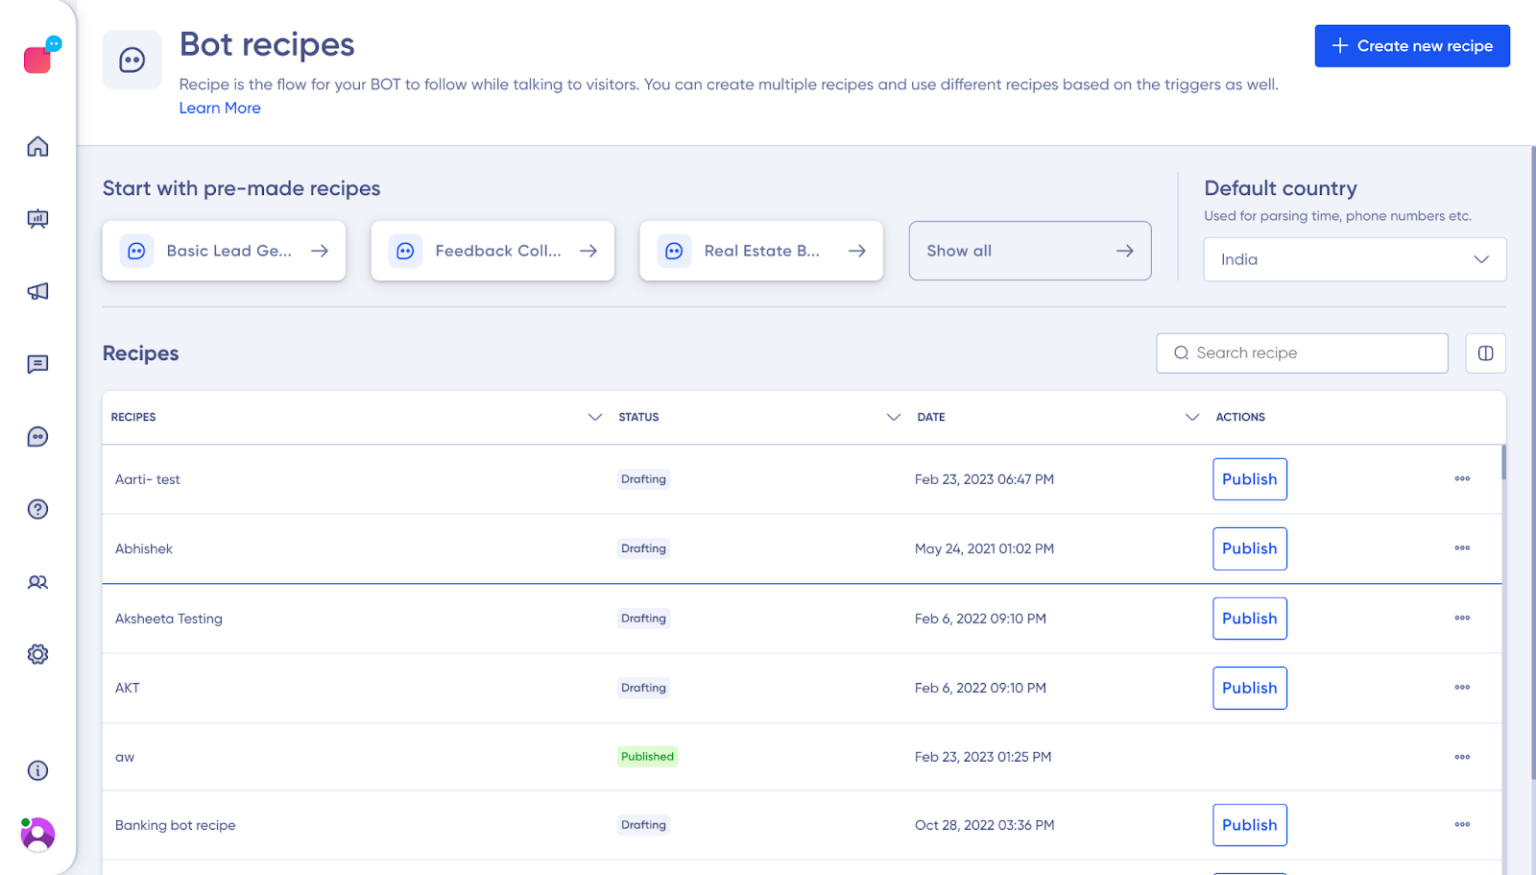 Bot recipes
Recipe is the flow for your BOT to follow while talking to visitors. You can create multiple recipes and use different recipes based on the triggers as well.
Learn More
Create new recipe
Start with pre-made recipes
Basic Lead Ge...
Feedback Coll...
Real Estate B...
Show all
Default country
Used for parsing time, phone numbers etc.
India
Recipes
Search recipe
RECIPES STATUS DATE ACTIONS
Aarti- test Drafting Feb 23, 2023 06:47 PM Publish
Abhishek Drafting May 24, 2021 01:02 PM Publish
Aksheeta Testing Drafting Feb 6, 2022 09:10 PM Publish
AKT Drafting Feb 6, 2022 09:10 PM Publish
aw Published Feb 23, 2023 01:25 PM
Banking bot recipe Drafting Oct 28, 2022 03:36 PM Publish